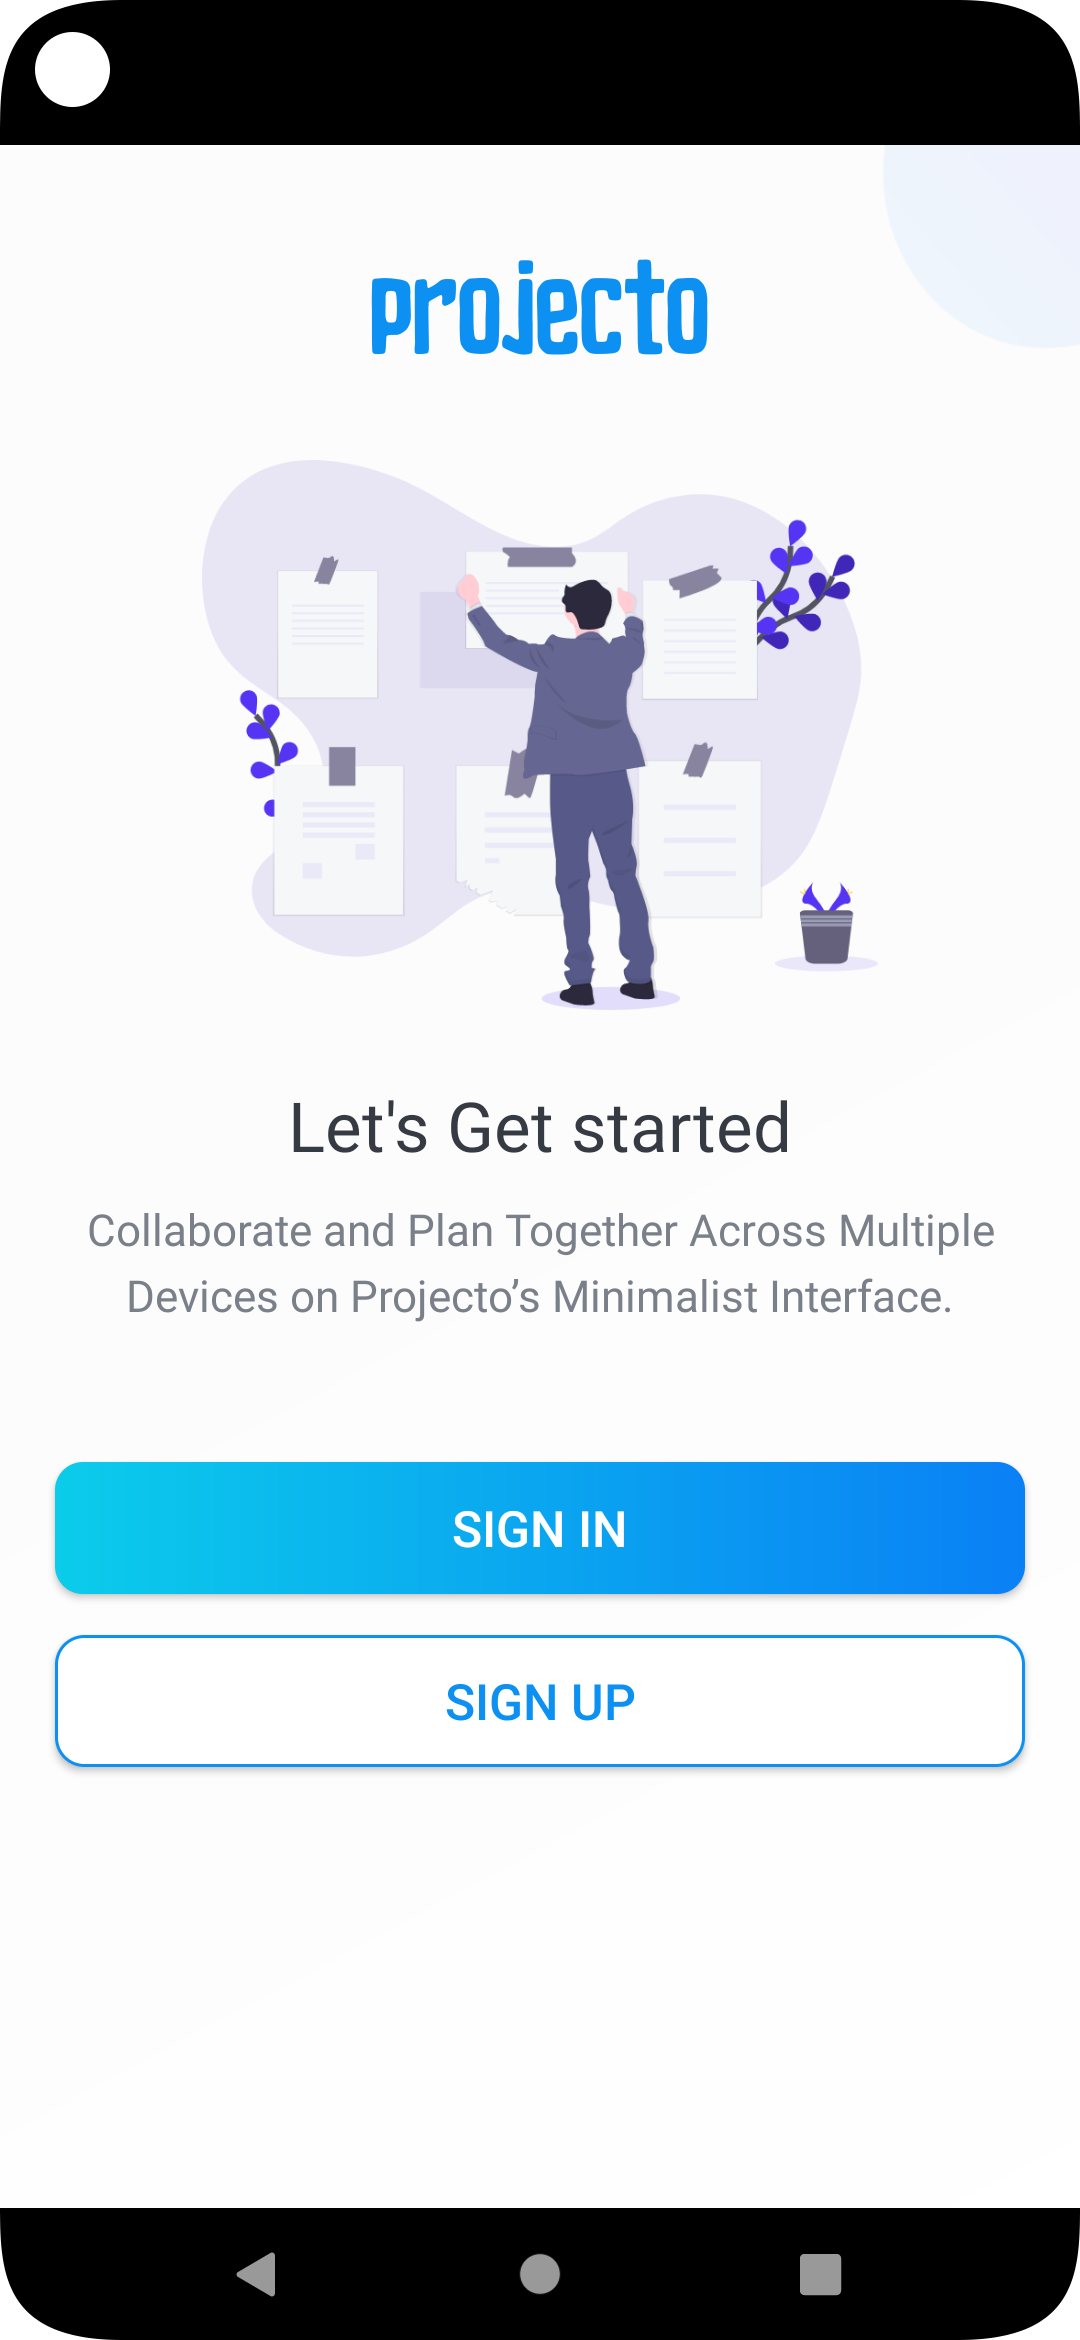 projecto
Let's Get started
Collaborate and Plan Together Across Multiple
Devices on Projecto’s Minimalist Interface.
SIGN IN
SIGN UP